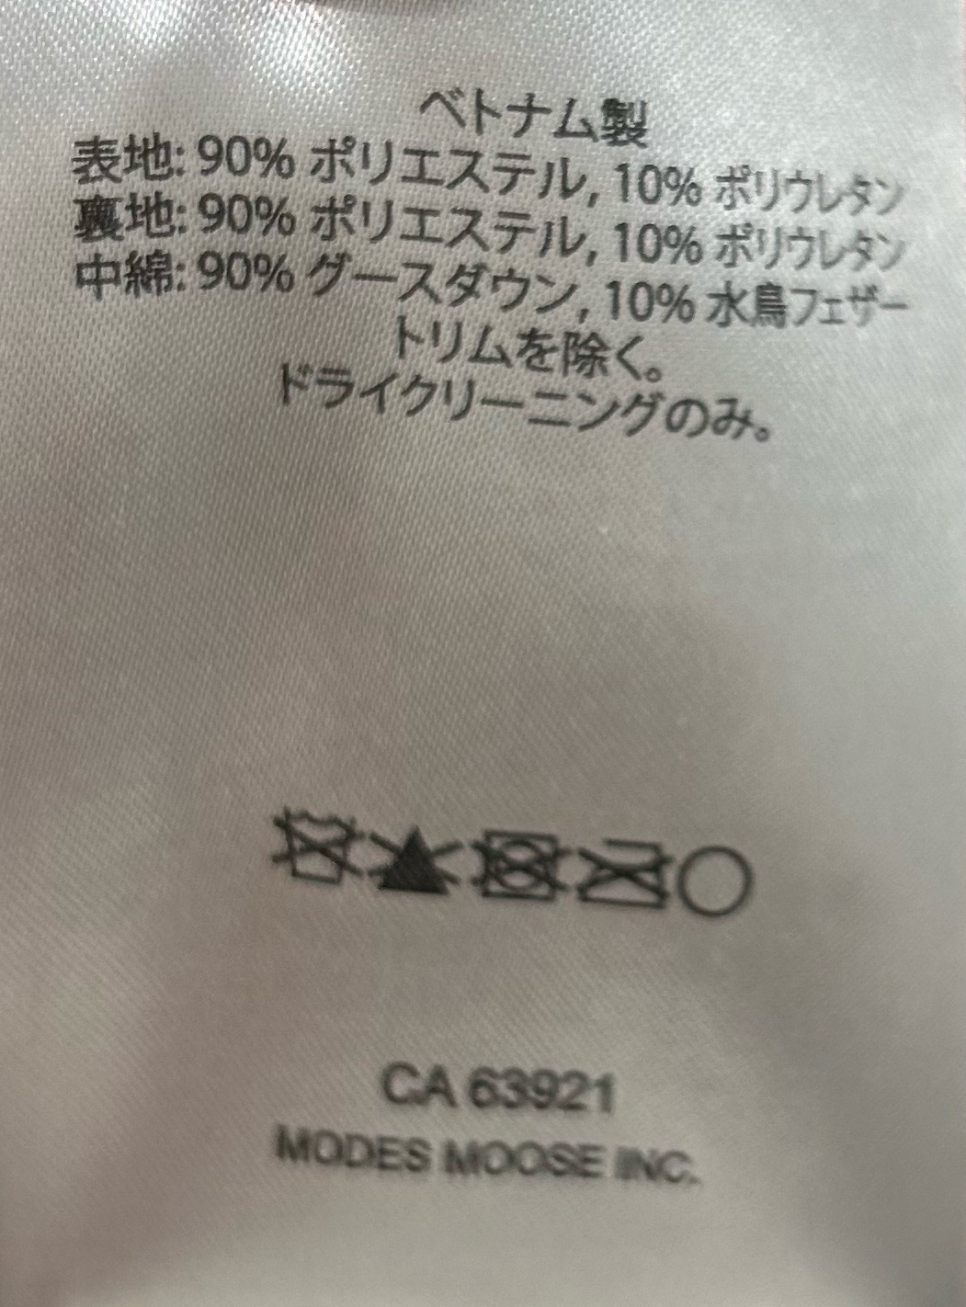 ベトナム製
表地: 90% ポリエステル, 10% ポリウレタン
裏地: 90% ポリエステル, 10% ポリウレタン
中綿: 90% グースダウン, 10% 水鳥フェザー
トリムを除く。
ドライクリーニングのみ。
CA 63921
MODES MOOSE INC.